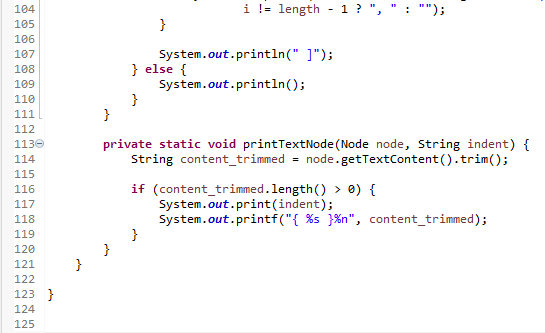 104 i != length - 1 ? ", " : "");
105 }
106
107 System.out.println(" ]");
108 } else {
109 System.out.println();
110 }
111 }
112
113 private static void printTextNode(Node node, String indent) {
114 String content_trimmed = node.getTextContent().trim();
115
116 if (content_trimmed.length() > 0) {
117 System.out.print(indent);
118 System.out.printf("{ %s }%n", content_trimmed);
119 }
120 }
121 }
122
123 }
124
125